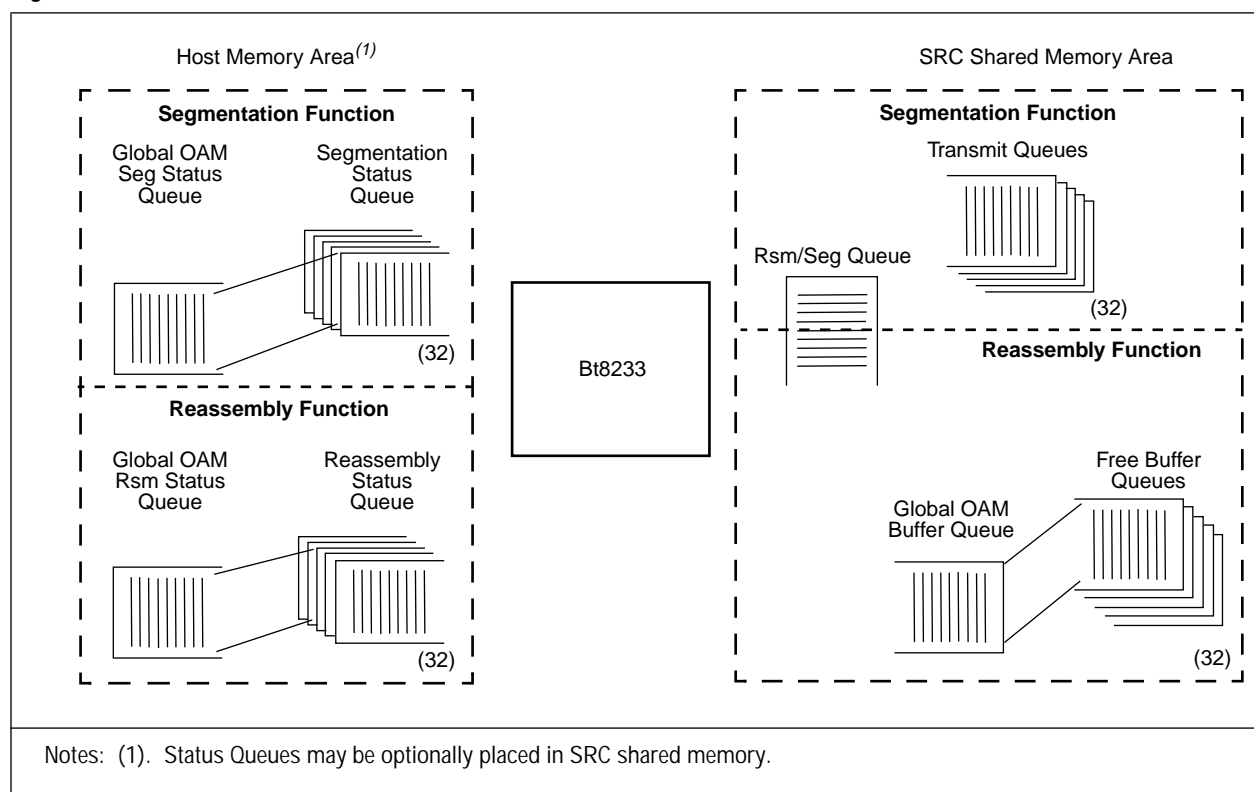 Host Memory Area(1)
SRC Shared Memory Area
Segmentation Function
Global OAM
Seg Status
Queue
Segmentation
Status
Queue
(32)
Reassembly Function
Global OAM
Rsm Status
Queue
Reassembly
Status
Queue
(32)
Bt8233
Segmentation Function
Transmit Queues
Rsm/Seg Queue
(32)
Reassembly Function
Free Buffer
Queues
Global OAM
Buffer Queue
(32)
Notes: (1). Status Queues may be optionally placed in SRC shared memory.